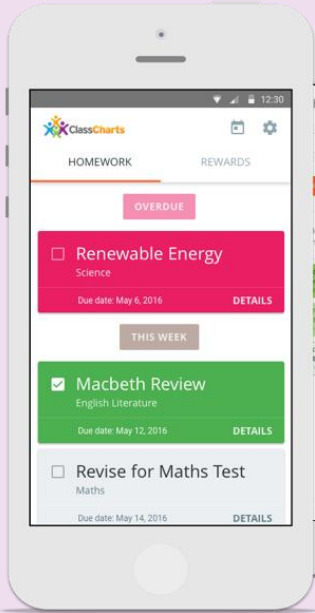 12:30
ClassCharts
HOMEWORK REWARDS
OVERDUE
Renewable Energy
Science
Due date: May 6, 2016 DETAILS
THIS WEEK
Macbeth Review
English Literature
Due date: May 12, 2016 DETAILS
Revise for Maths Test
Maths
Due date: May 14, 2016 DETAILS